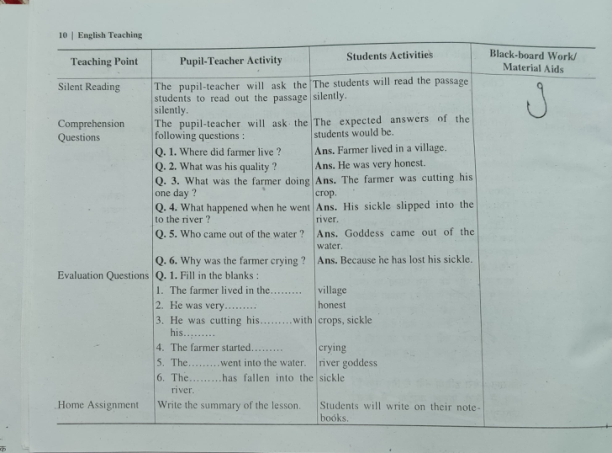 10 | English Teaching
Teaching Point Pupil-Teacher Activity Students Activities Black-board Work/
Material Aids
Silent Reading The pupil-teacher will ask the The students will read the passage
students to read out the passage silently.
silently.
Comprehension The pupil-teacher will ask the The expected answers of the
Questions following questions : students would be.
Q. 1. Where did farmer live ? Ans. Farmer lived in a village.
Q. 2. What was his quality ? Ans. He was very honest.
Q. 3. What was the farmer doing Ans. The farmer was cutting his
one day ? crop.
Q. 4. What happened when he went Ans. His sickle slipped into the
to the river ? river.
Q. 5. Who came out of the water ? Ans. Goddess came out of the
water.
Q. 6. Why was the farmer crying ? Ans. Because he has lost his sickle.
Evaluation Questions Q. 1. Fill in the blanks :
1. The farmer lived in the......... village
2. He was very......... honest
3. He was cutting his.........with crops, sickle
his.........
4. The farmer started......... crying
5. The.........went into the water. river goddess
6. The.........has fallen into the sickle
river.
Home Assignment Write the summary of the lesson. Students will write on their note-
books.